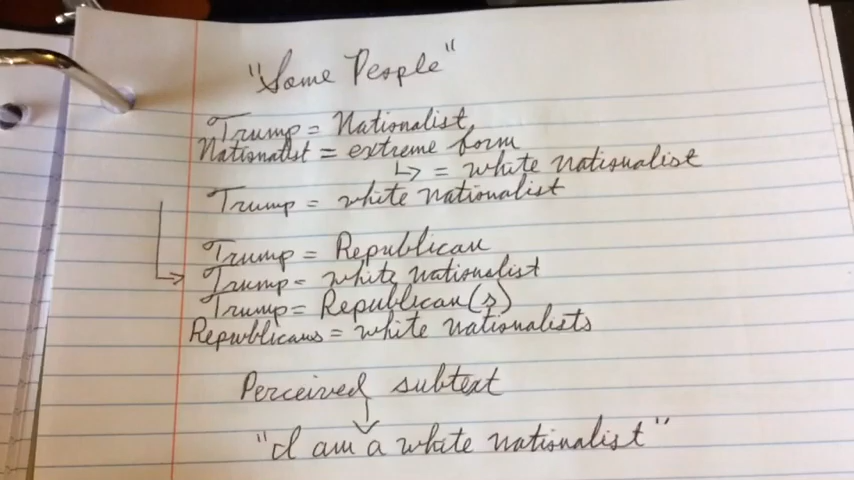 "Some People"
Trump = Nationalist
Nationalist = extreme form
↳ = white nationalist
Trump = white nationalist
Trump = Republican
Trump = white nationalist
Trump = Republican(s)
Republicans = white nationalists
Perceived subtext
↓
"I am a white nationalist"